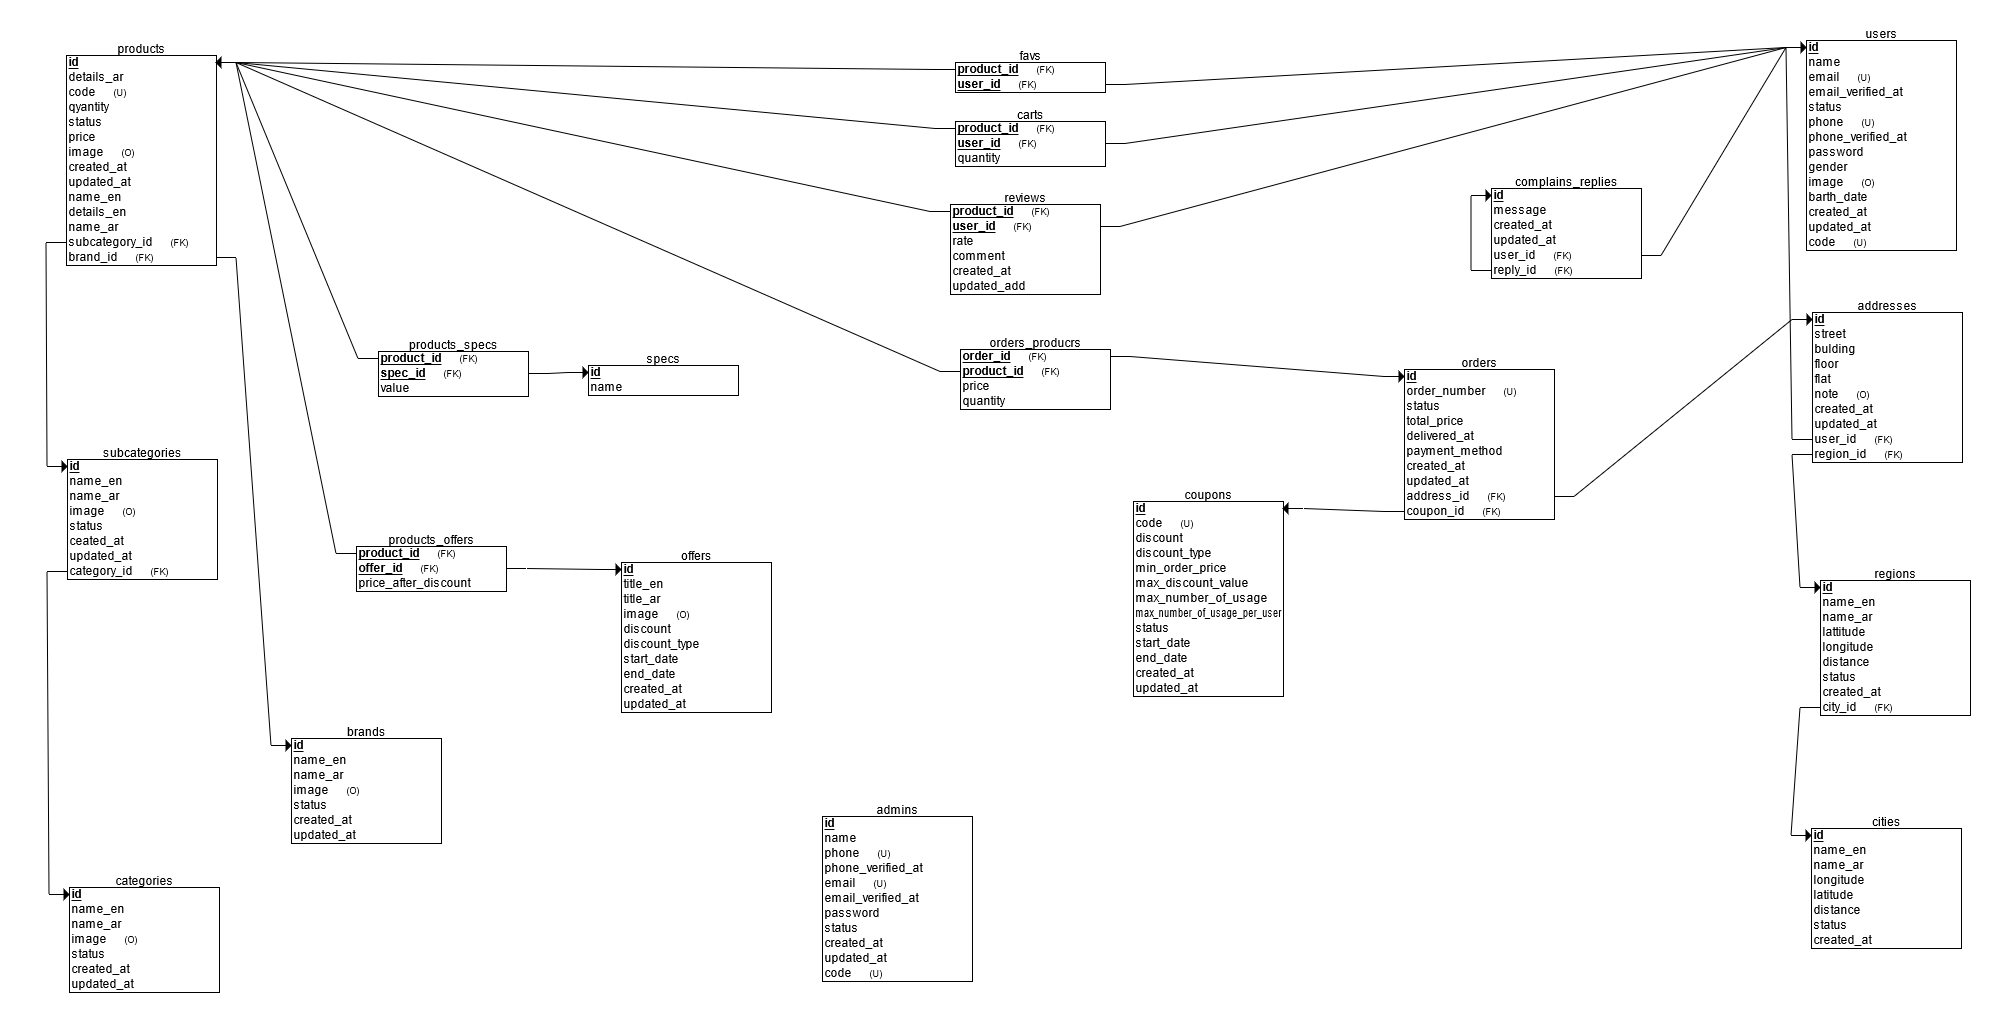 products
id
details_ar
code (U)
qyantity
status
price
image (O)
created_at
updated_at
name_en
details_en
name_ar
subcategory_id (FK)
brand_id (FK)
favs
product_id (FK)
user_id (FK)
carts
product_id (FK)
user_id (FK)
quantity
reviews
product_id (FK)
user_id (FK)
rate
comment
created_at
updated_add
complains_replies
id
message
created_at
updated_at
user_id (FK)
reply_id (FK)
users
id
name
email (U)
email_verified_at
status
phone (U)
phone_verified_at
password
gender
image (O)
barth_date
created_at
updated_at
code (U)
products_specs
product_id (FK)
spec_id (FK)
value
specs
id
name
orders_producrs
order_id (FK)
product_id (FK)
price
quantity
orders
id
order_number (U)
status
total_price
delivered_at
payment_method
created_at
updated_at
address_id (FK)
coupon_id (FK)
addresses
id
street
bulding
floor
flat
note (O)
created_at
updated_at
user_id (FK)
region_id (FK)
subcategories
id
name_en
name_ar
image (O)
status
ceated_at
updated_at
category_id (FK)
products_offers
product_id (FK)
offer_id (FK)
price_after_discount
offers
id
title_en
title_ar
image (O)
discount
discount_type
start_date
end_date
created_at
updated_at
coupons
id
code (U)
discount
discount_type
min_order_price
max_discount_value
max_number_of_usage
max_number_of_usage_per_user
status
start_date
end_date
created_at
updated_at
regions
id
name_en
name_ar
lattitude
longitude
distance
status
created_at
city_id (FK)
brands
id
name_en
name_ar
image (O)
status
created_at
updated_at
admins
id
name
phone (U)
phone_verified_at
email (U)
email_verified_at
password
status
created_at
updated_at
code (U)
cities
id
name_en
name_ar
longitude
latitude
distance
status
created_at
categories
id
name_en
name_ar
image (O)
status
created_at
updated_at